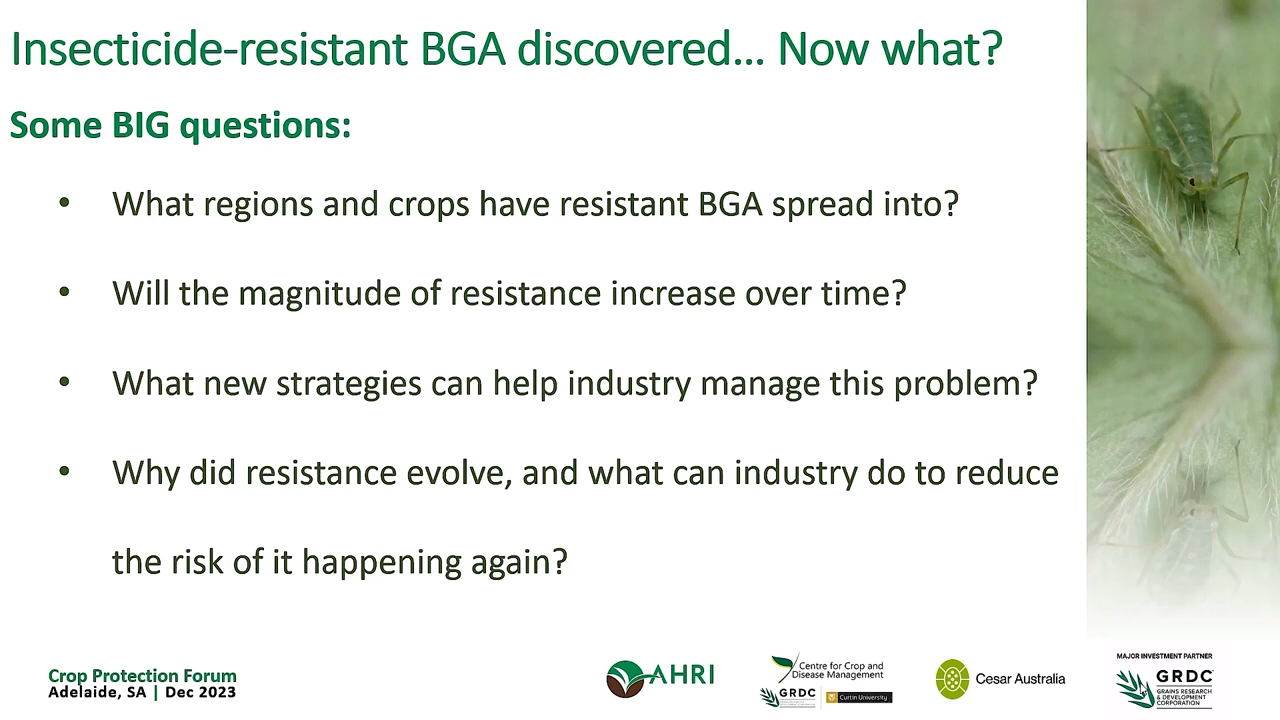 Insecticide-resistant BGA discovered... Now what?
Some BIG questions:
• What regions and crops have resistant BGA spread into?
• Will the magnitude of resistance increase over time?
• What new strategies can help industry manage this problem?
• Why did resistance evolve, and what can industry do to reduce
the risk of it happening again?
Crop Protection Forum
Adelaide, SA | Dec 2023
AHRI
Centre for Crop and
Disease Management
GRDC
Curtin University
Cesar Australia
MAJOR INVESTMENT PARTNER
GRDC
GRAINS RESEARCH
& DEVELOPMENT
CORPORATION